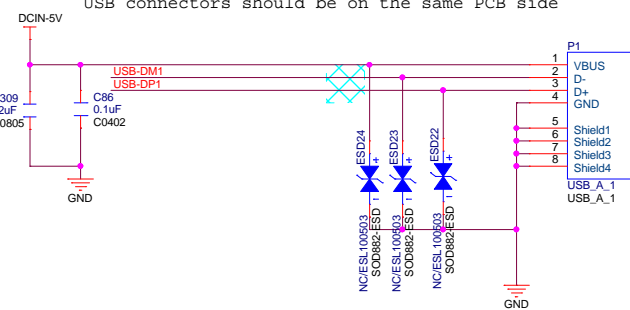 USB connectors should be on the same PCB side
DCIN-5V
P1
USB-DM1
USB-DP1
1 VBUS
2 D-
3 D+
4 GND
5 Shield1
6 Shield2
7 Shield3
8 Shield4
USB_A_1
USB_A_1
309
2uF
0805
C86
0.1uF
C0402
GND
ESD24
NC/ESL100503
SOD882-ESD
ESD23
NC/ESL100503
SOD882-ESD
ESD22
NC/ESL100503
SOD882-ESD
GND